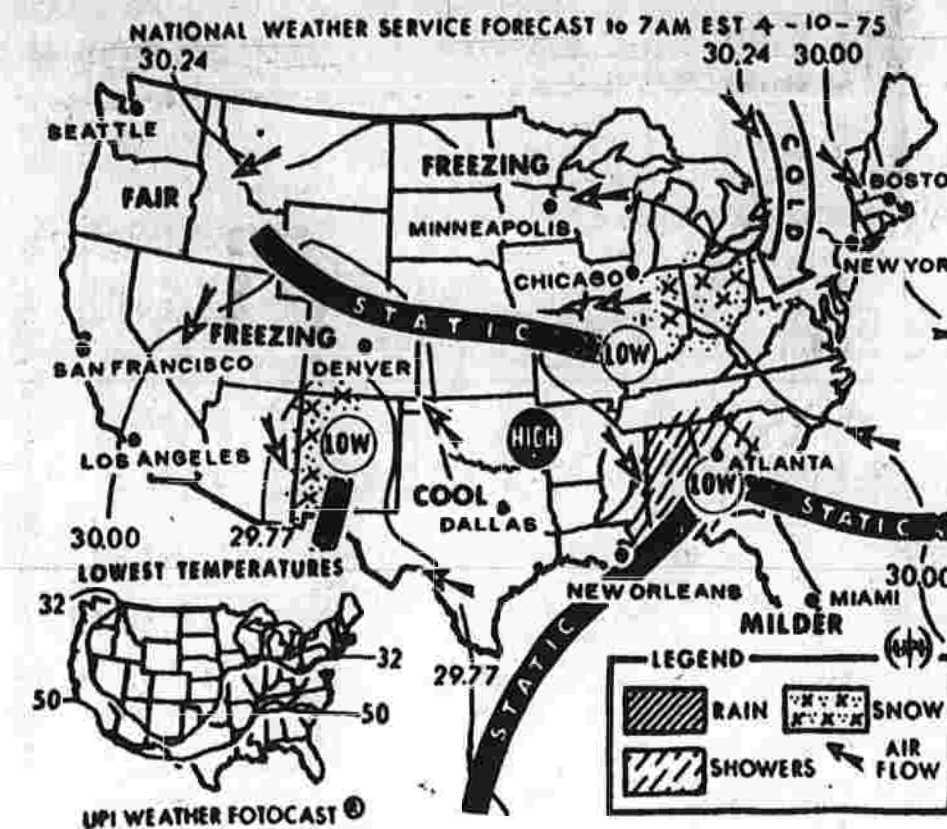 NATIONAL WEATHER SERVICE FORECAST to 7AM EST 4-10-75
30.24
30.24 30.00
SEATTLE
FAIR
FREEZING
COLD
BOSTO
MINNEAPOLIS
NEW YOR
CHICAGO
STATIC
FREEZING
LOW
SAN FRANCISCO
DENVER
LOW
HIGH
LOS ANGELES
ATLANTA
LOW
COOL
DALLAS
STATIC
30.00
29.77
LOWEST TEMPERATURES
NEW ORLEANS
30.00
MIAMI
MILDER
32
32
50
50
29.77
STATIC
LEGEND
RAIN
SNOW
SHOWERS
AIR
FLOW
UPI WEATHER FOTOCAST ®